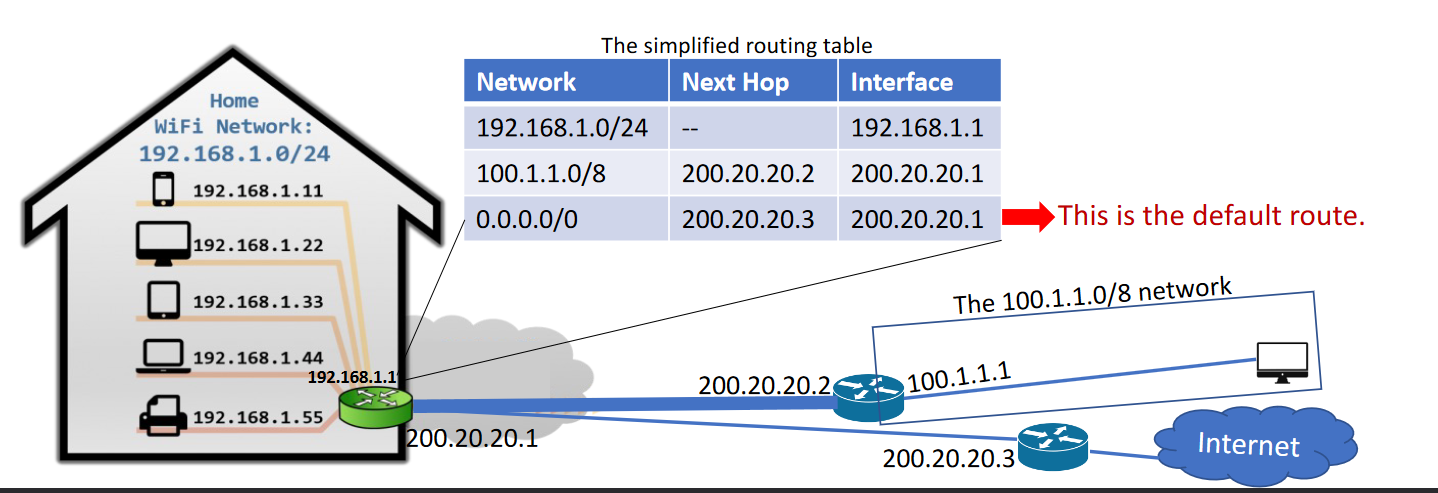 The simplified routing table
Network Next Hop Interface
192.168.1.0/24 -- 192.168.1.1
100.1.1.0/8 200.20.20.2 200.20.20.1
0.0.0.0/0 200.20.20.3 200.20.20.1
This is the default route.
Home
WiFi Network:
192.168.1.0/24
192.168.1.11
192.168.1.22
192.168.1.33
192.168.1.44
192.168.1.1
192.168.1.55
200.20.20.1
The 100.1.1.0/8 network
200.20.20.2
100.1.1.1
200.20.20.3
Internet